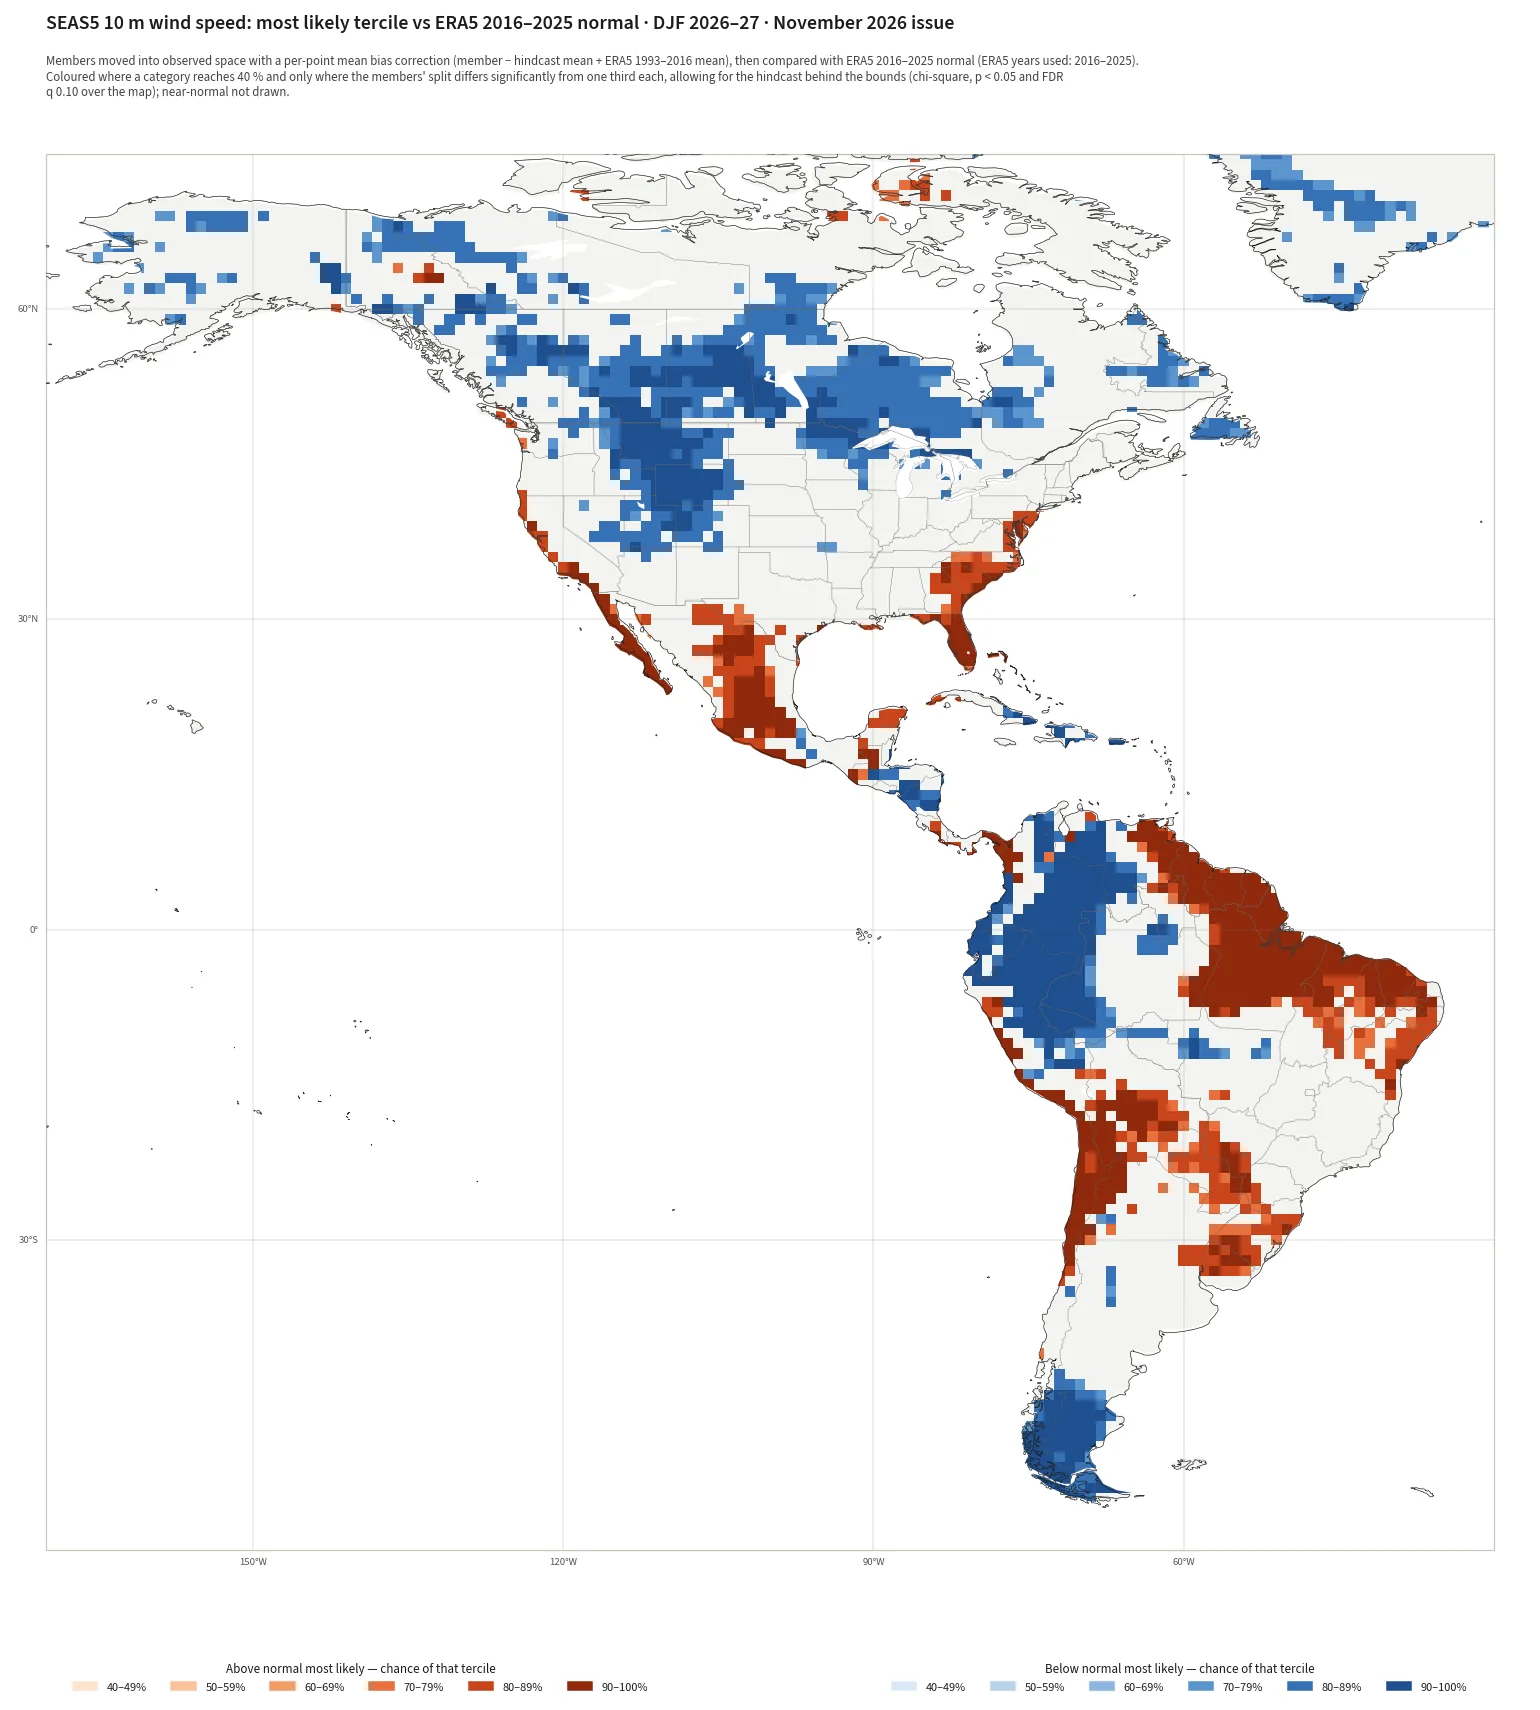 SEAS5 10 m wind speed: most likely tercile vs ERA5 2016–2025 normal · DJF 2026–27 · November 2026 issue
Members moved into observed space with a per-point mean bias correction (member − hindcast mean + ERA5 1993–2016 mean), then compared with ERA5 2016–2025 normal (ERA5 years used: 2016–2025).
Coloured where a category reaches 40 % and only where the members' split differs significantly from one third each, allowing for the hindcast behind the bounds (chi-square, p < 0.05 and FDR
q 0.10 over the map); near-normal not drawn.
60°N
30°N
0°
30°S
150°W
120°W
90°W
60°W
Above normal most likely — chance of that tercile
40–49%
50–59%
60–69%
70–79%
80–89%
90–100%
Below normal most likely — chance of that tercile
40–49%
50–59%
60–69%
70–79%
80–89%
90–100%